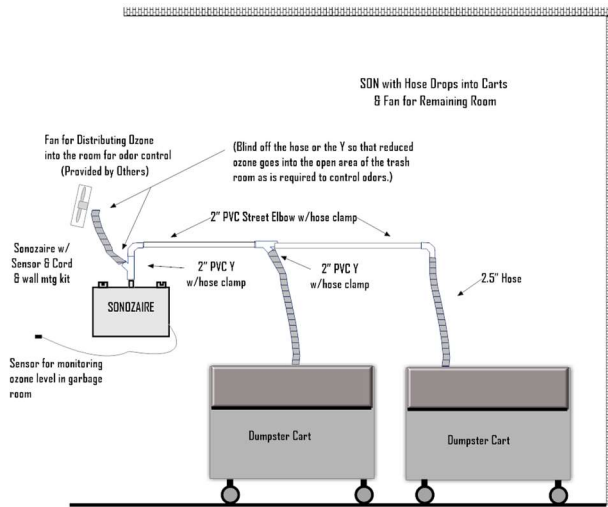 SON with Hose Drops into Carts
& Fan for Remaining Room
Fan for Distributing Ozone
into the room for odor control
(Provided by Others)
(Blind off the hose or the Y so that reduced
ozone goes into the open area of the trash
room as is required to control odors.)
2" PVC Street Elbow w/hose clamp
Sonozaire w/
Sensor & Cord
& wall mtg kit
2" PVC Y
w/hose clamp
2" PVC Y
w/hose clamp
2.5" Hose
SONOZAIRE
Sensor for monitoring
ozone level in garbage
room
Dumpster Cart
Dumpster Cart